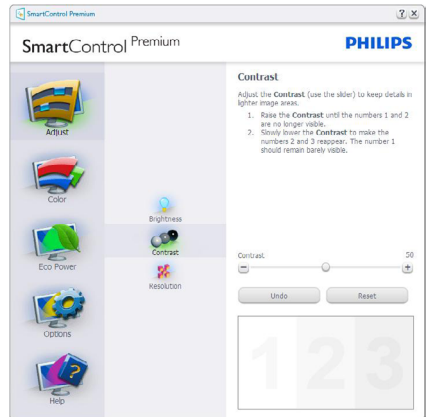 SmartControl Premium
? ×
SmartControl Premium
PHILIPS
Adjust
Color
Eco Power
Options
Help
Brightness
Contrast
Resolution
Contrast
Adjust the Contrast (use the slider) to keep details in
lighter image areas.
1. Raise the Contrast until the numbers 1 and 2
are no longer visible.
2. Slowly lower the Contrast to make the
numbers 2 and 3 reappear. The number 1
should remain barely visible.
Contrast 50
Undo Reset
1 2 3